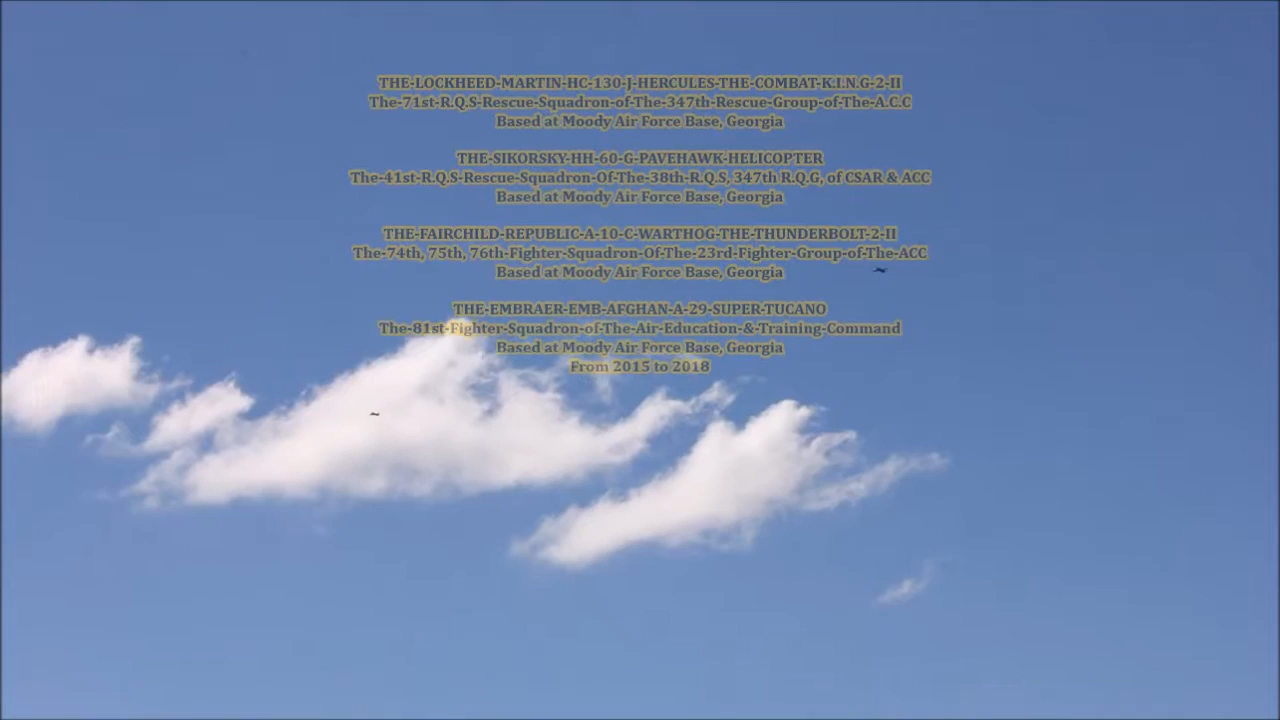 THE-LOCKHEED-MARTIN-HC-130-J-HERCULES-THE-COMBAT-K.I.N.G-2-II
The-71st-R.Q.S-Rescue-Squadron-of-The-347th-Rescue-Group-of-The-A.C.C
Based at Moody Air Force Base, Georgia
THE-SIKORSKY-HH-60-G-PAVEHAWK-HELICOPTER
The-41st-R.Q.S-Rescue-Squadron-Of-The-38th-R.Q.S, 347th R.Q.G, of CSAR & ACC
Based at Moody Air Force Base, Georgia
THE-FAIRCHILD-REPUBLIC-A-10-C-WARTHOG-THE-THUNDERBOLT-2-II
The-74th, 75th, 76th-Fighter-Squadron-Of-The-23rd-Fighter-Group-of-The-ACC
Based at Moody Air Force Base, Georgia
THE-EMBRAER-EMB-AFGHAN-A-29-SUPER-TUCANO
The-81st-Fighter-Squadron-of-The-Air-Education-&-Training-Command
Based at Moody Air Force Base, Georgia
From 2015 to 2018